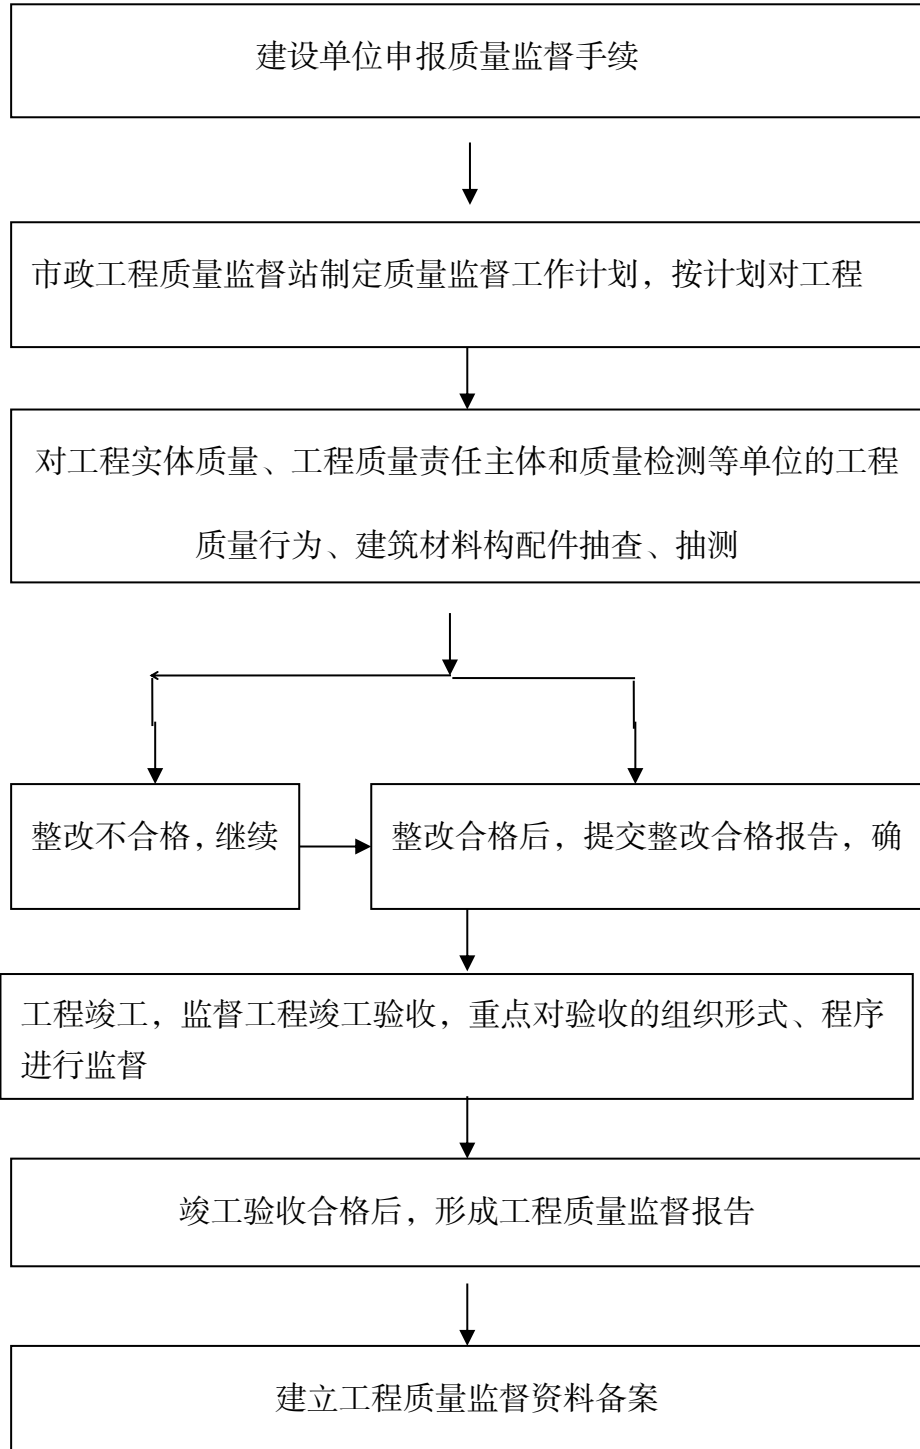 建设单位申报质量监督手续
市政工程质量监督站制定质量监督工作计划，按计划对工程
对工程实体质量、工程质量责任主体和质量检测等单位的工程
质量行为、建筑材料构配件抽查、抽测
整改不合格，继续
整改合格后，提交整改合格报告，确
工程竣工，监督工程竣工验收，重点对验收的组织形式、程序
进行监督
竣工验收合格后，形成工程质量监督报告
建立工程质量监督资料备案